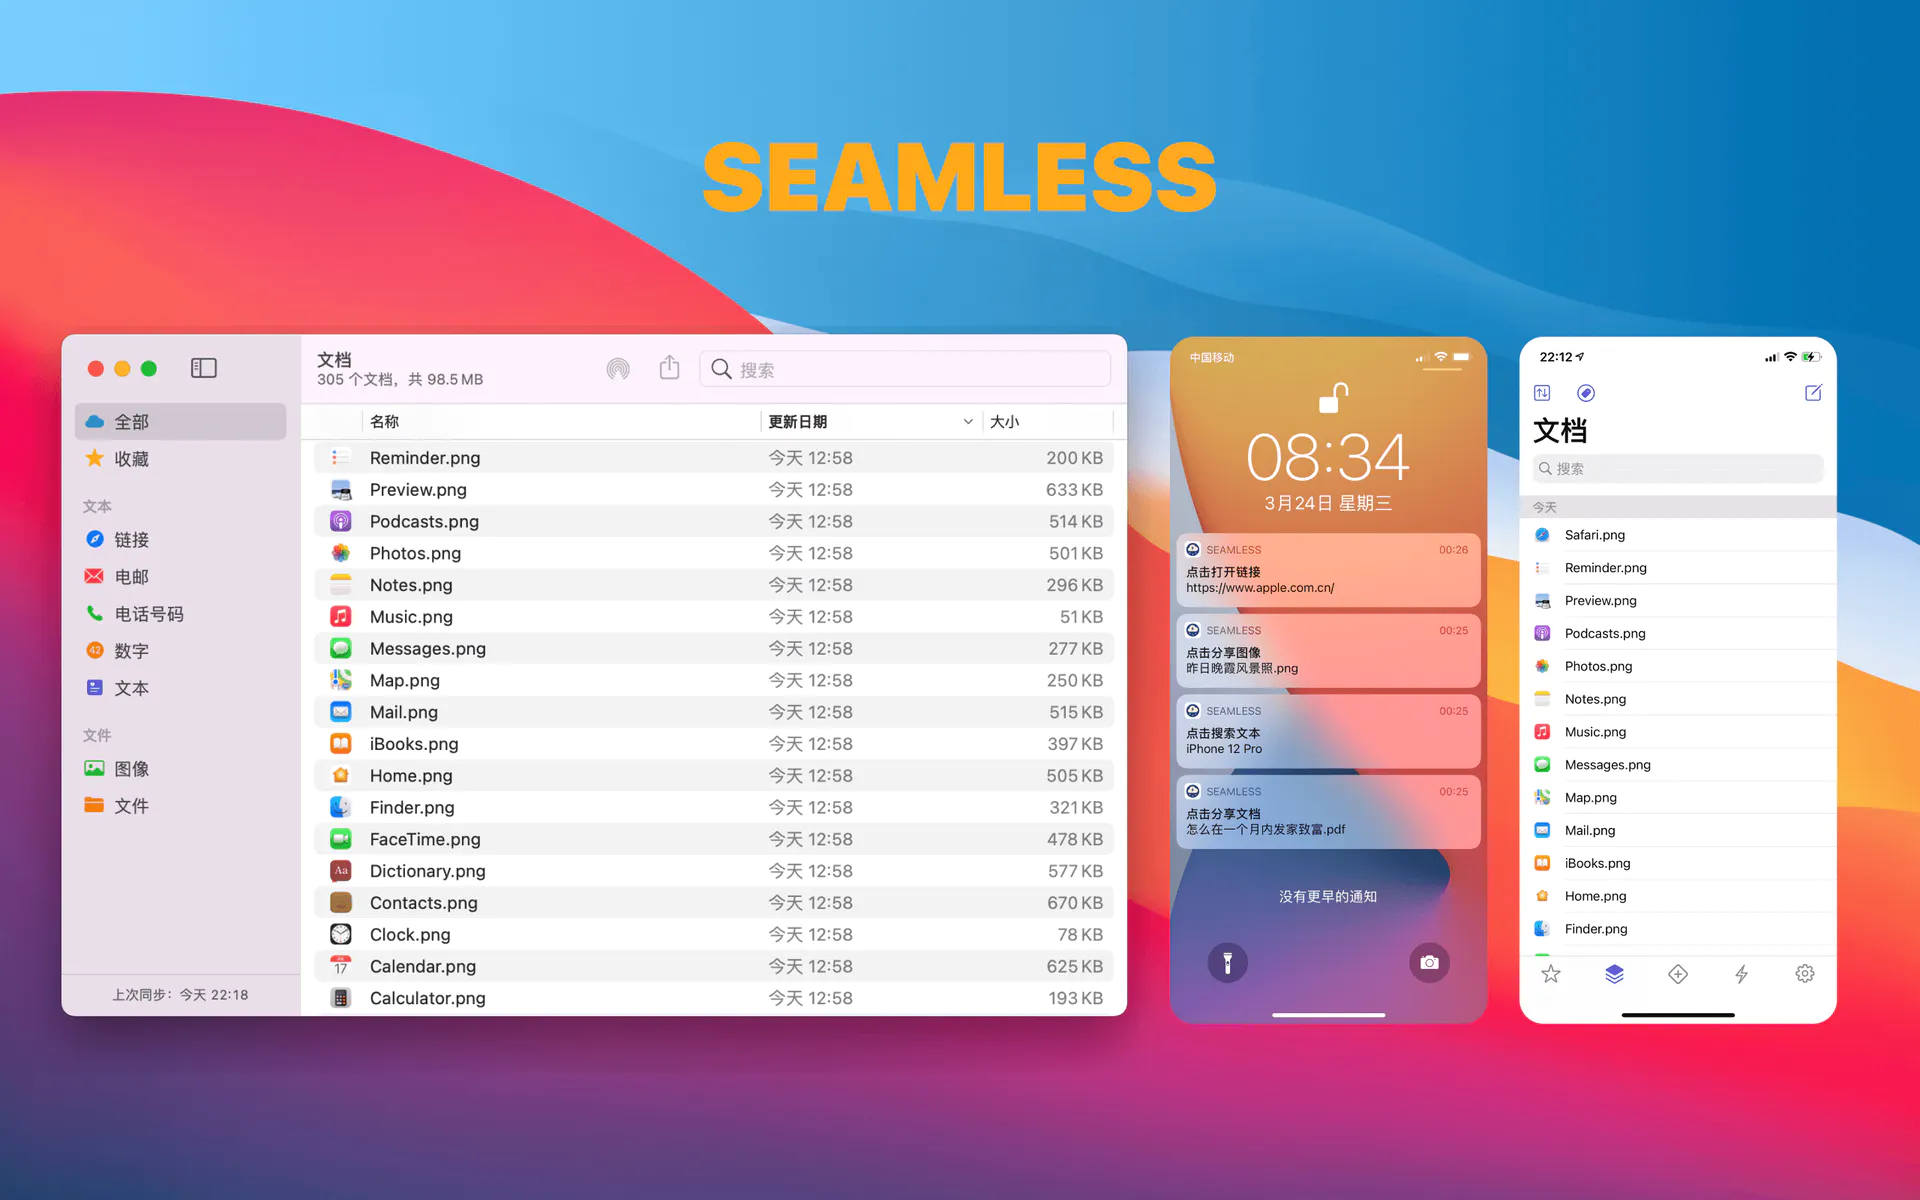 SEAMLESS
文档
305 个文档，共 98.5 MB
搜索
全部
收藏
文本
链接
电邮
电话号码
42 数字
文本
文件
图像
文件
上次同步：今天 22:18
名称 更新日期 大小
Reminder.png 今天 12:58 200 KB
Preview.png 今天 12:58 633 KB
Podcasts.png 今天 12:58 514 KB
Photos.png 今天 12:58 501 KB
Notes.png 今天 12:58 296 KB
Music.png 今天 12:58 51 KB
Messages.png 今天 12:58 277 KB
Map.png 今天 12:58 250 KB
Mail.png 今天 12:58 515 KB
iBooks.png 今天 12:58 397 KB
Home.png 今天 12:58 505 KB
Finder.png 今天 12:58 321 KB
FaceTime.png 今天 12:58 478 KB
Aa Dictionary.png 今天 12:58 577 KB
Contacts.png 今天 12:58 670 KB
Clock.png 今天 12:58 78 KB
17 Calendar.png 今天 12:58 625 KB
Calculator.png 今天 12:58 193 KB
中国移动
08:34
3月24日 星期三
SEAMLESS 00:26
点击打开链接
https://www.apple.com.cn/
SEAMLESS 00:25
点击分享图像
昨日晚霞风景照.png
SEAMLESS 00:25
点击搜索文本
iPhone 12 Pro
SEAMLESS 00:25
点击分享文档
怎么在一个月内发家致富.pdf
没有更早的通知
22:12
文档
搜索
今天
Safari.png
Reminder.png
Preview.png
Podcasts.png
Photos.png
Notes.png
Music.png
Messages.png
Map.png
Mail.png
iBooks.png
Home.png
Finder.png